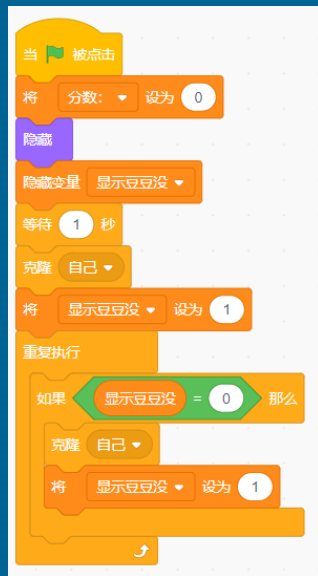 当 被点击
将 分数: 设为 0
隐藏
隐藏变量 显示豆豆没
等待 1 秒
克隆 自己
将 显示豆豆没 设为 1
重复执行
如果 显示豆豆没 = 0 那么
克隆 自己
将 显示豆豆没 设为 1